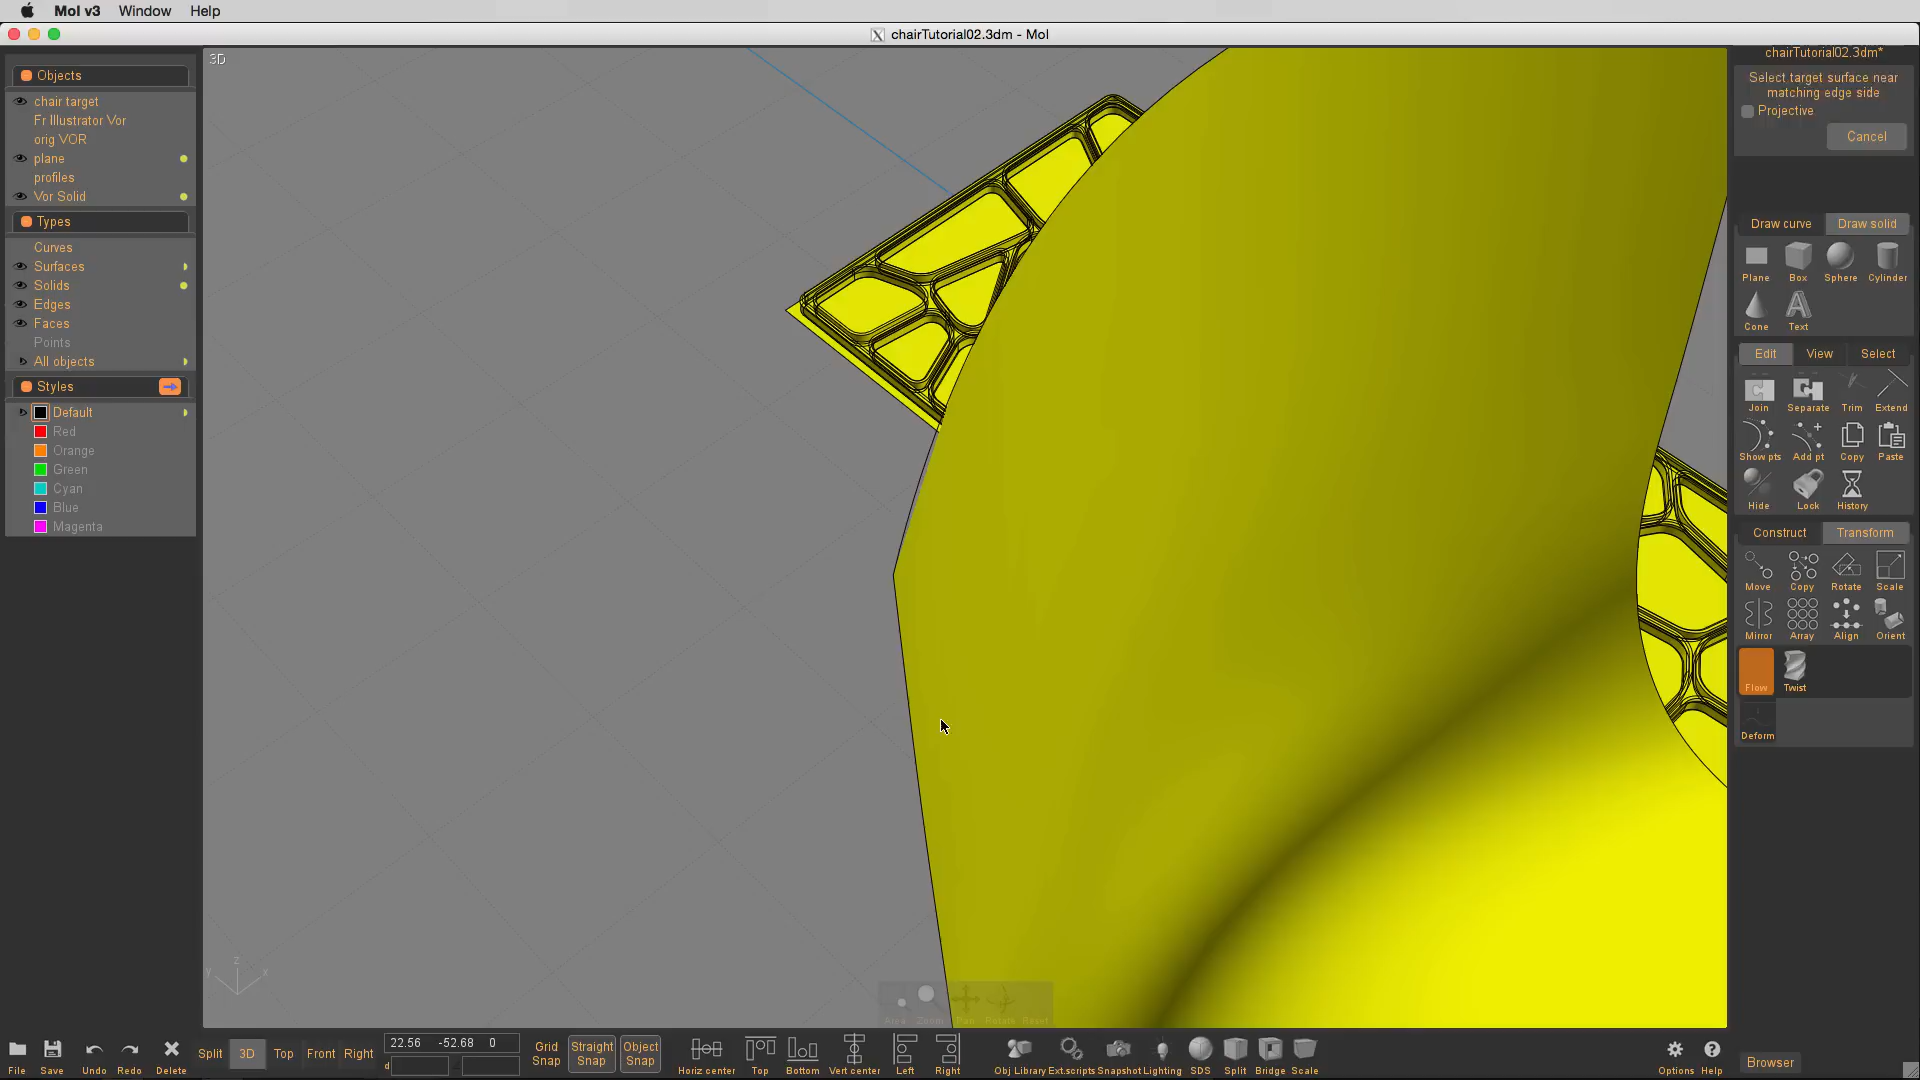 MoI v3 Window Help
chairTutorial02.3dm - MoI
3D
Objects
chair target
Fr Illustrator Vor
orig VOR
plane
profiles
Vor Solid
Types
Curves
Surfaces
Solids
Edges
Faces
Points
All objects
Styles
Default
Red
Orange
Green
Cyan
Blue
Magenta
z
y x
Area Zoom Pan Rotate Reset
chairTutorial02.3dm*
Select target surface near
matching edge side
Projective
Cancel
Draw curve Draw solid
Plane Box Sphere Cylinder
Cone Text
Edit View Select
Join Separate Trim Extend
Show pts Add pt Copy Paste
Hide Lock History
Construct Transform
Move Copy Rotate Scale
Mirror Array Align Orient
Flow Twist
Deform
File Save Undo Redo Delete
Split 3D Top Front Right
22.56 -52.68 0
d
Grid Snap
Straight Snap
Object Snap
Horiz center Top Bottom Vert center Left Right
Obj Library Ext.scripts Snapshot Lighting SDS Split Bridge Scale
Options Help
Browser